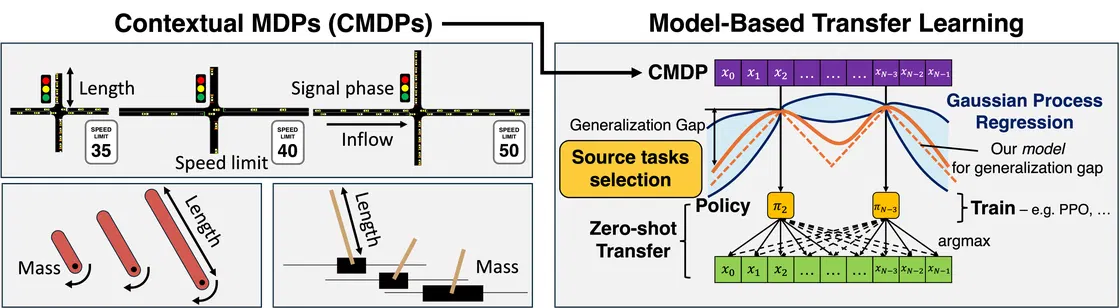 Contextual MDPs (CMDPs)
Length
Signal phase
Inflow
Speed limit
SPEED
LIMIT
35
SPEED
LIMIT
40
SPEED
LIMIT
50
Mass
Length
Length
Mass
Model-Based Transfer Learning
CMDP
x₀ x₁ x₂ ... ... ... xN−3 xN−2 xN−1
Generalization Gap
Gaussian Process
Regression
Our model
for generalization gap
Source tasks
selection
Policy
π₂
πN−3
Train – e.g. PPO, …
Zero-shot
Transfer
argmax
x₀ x₁ x₂ ... ... ... xN−3 xN−2 xN−1